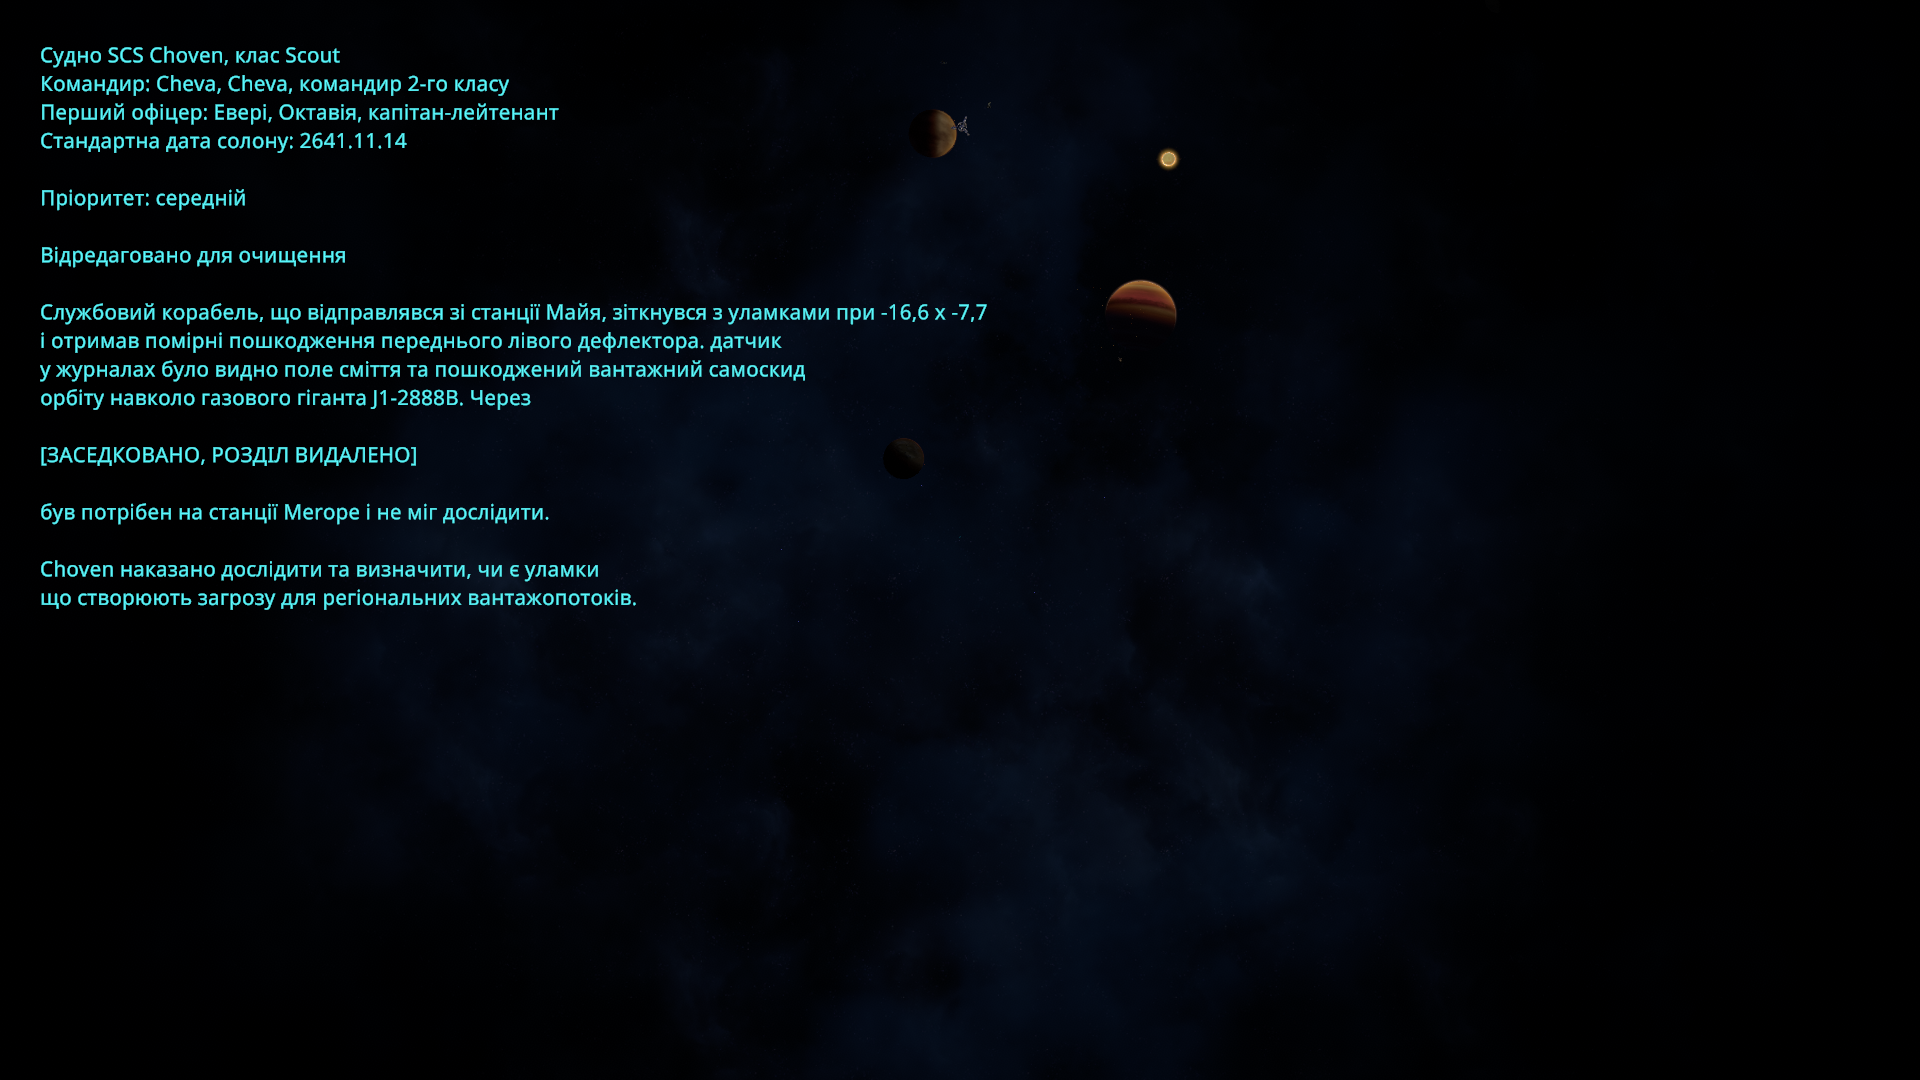 Судно SCS Choven, клас Scout
Командир: Cheva, Cheva, командир 2-го класу
Перший офіцер: Евері, Октавія, капітан-лейтенант
Стандартна дата солону: 2641.11.14
Пріоритет: середній
Відредаговано для очищення
Службовий корабель, що відправлявся зі станції Майя, зіткнувся з уламками при -16,6 x -7,7
і отримав помірні пошкодження переднього лівого дефлектора. датчик
у журналах було видно поле сміття та пошкоджений вантажний самоскид
орбіту навколо газового гіганта J1-2888B. Через
[ЗАСЕДКОВАНО, РОЗДІЛ ВИДАЛЕНО]
був потрібен на станції Merope і не міг дослідити.
Choven наказано дослідити та визначити, чи є уламки
що створюють загрозу для регіональних вантажопотоків.